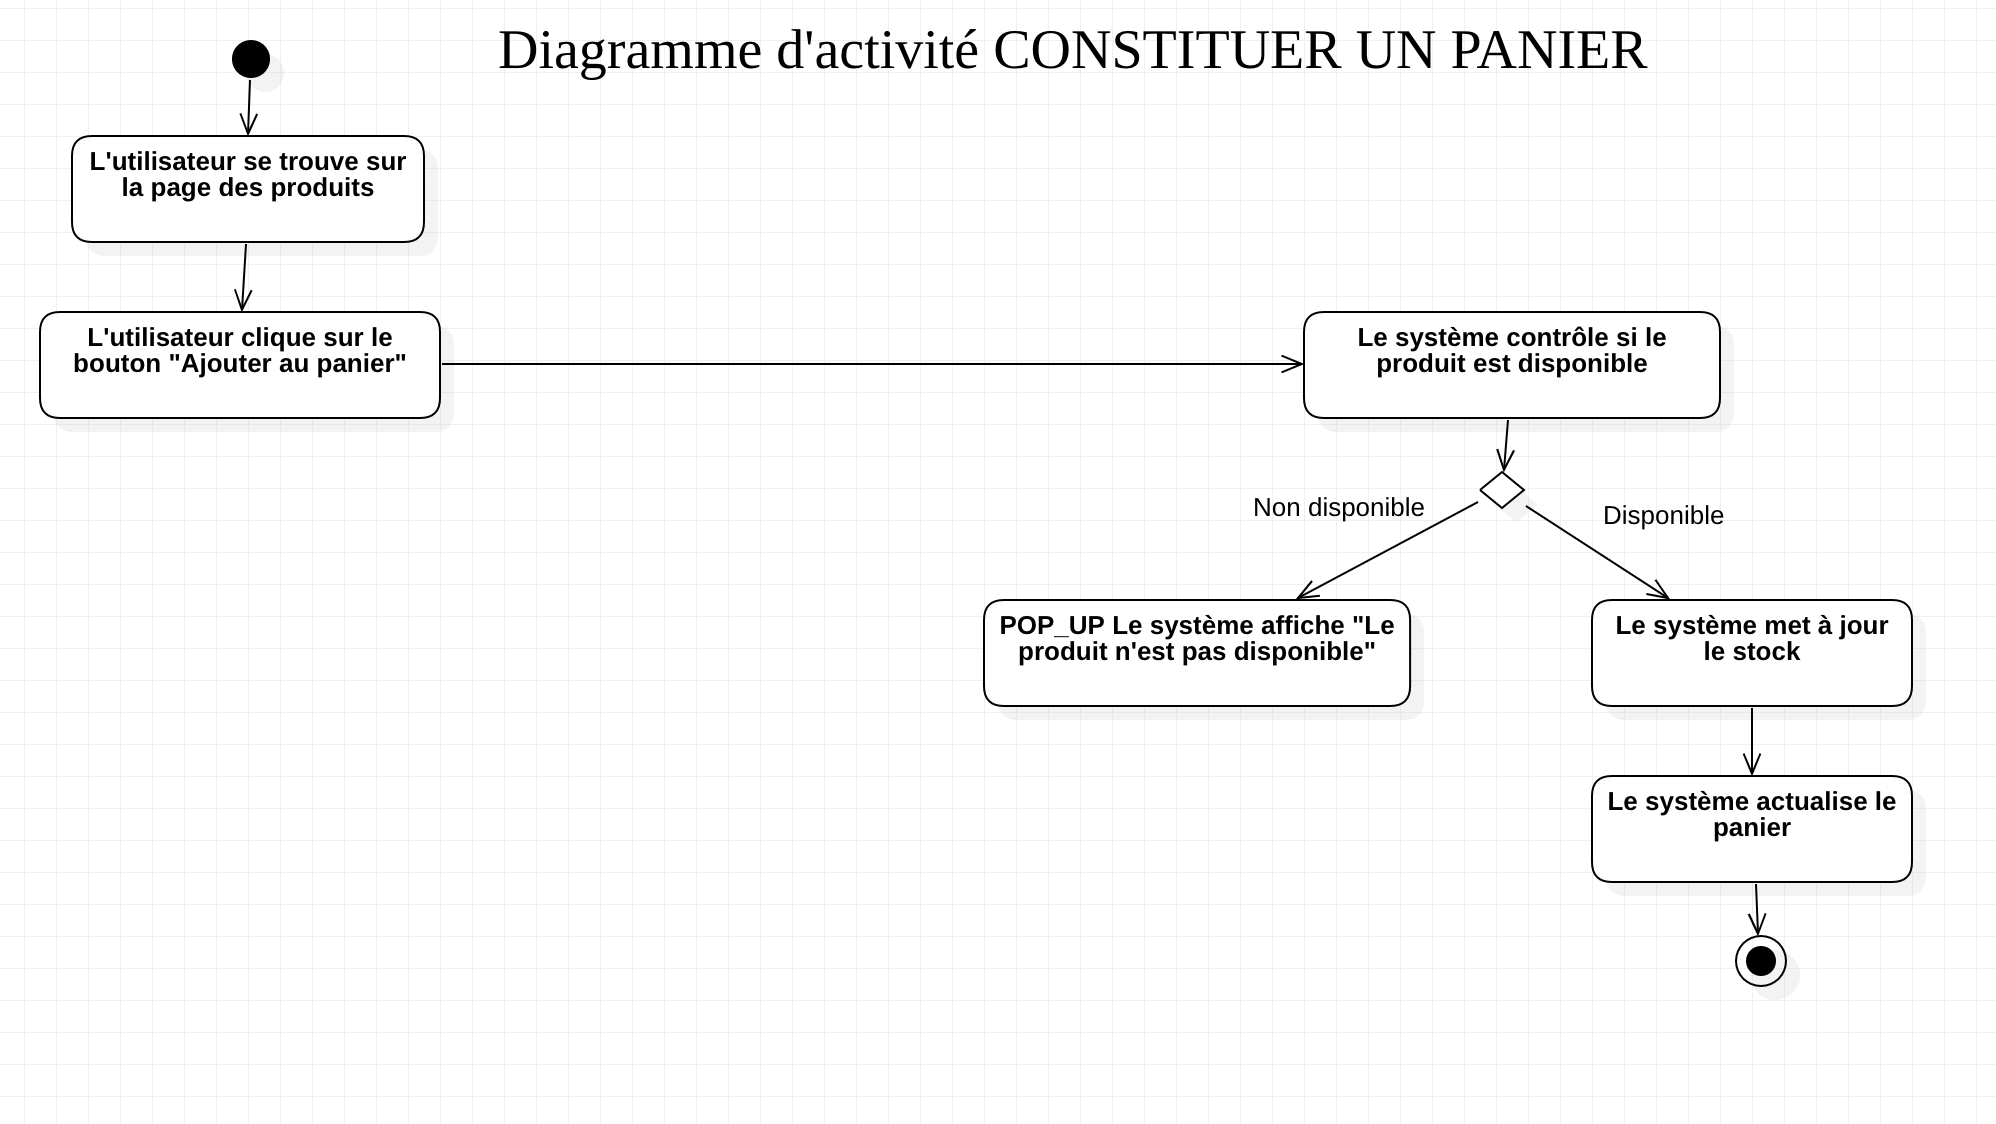 Diagramme d'activité CONSTITUER UN PANIER
L'utilisateur se trouve sur
la page des produits
L'utilisateur clique sur le
bouton "Ajouter au panier"
Le système contrôle si le
produit est disponible
Non disponible
Disponible
POP_UP Le système affiche "Le
produit n'est pas disponible"
Le système met à jour
le stock
Le système actualise le
panier